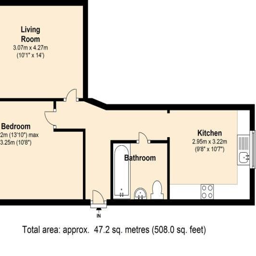 Living
Room
3.07m x 4.27m
(10'1" x 14')
Bedroom
2m (13'10") max
3.25m (10'8")
Kitchen
2.95m x 3.22m
(9'8" x 10'7")
Bathroom
IN
Total area: approx. 47.2 sq. metres (508.0 sq. feet)